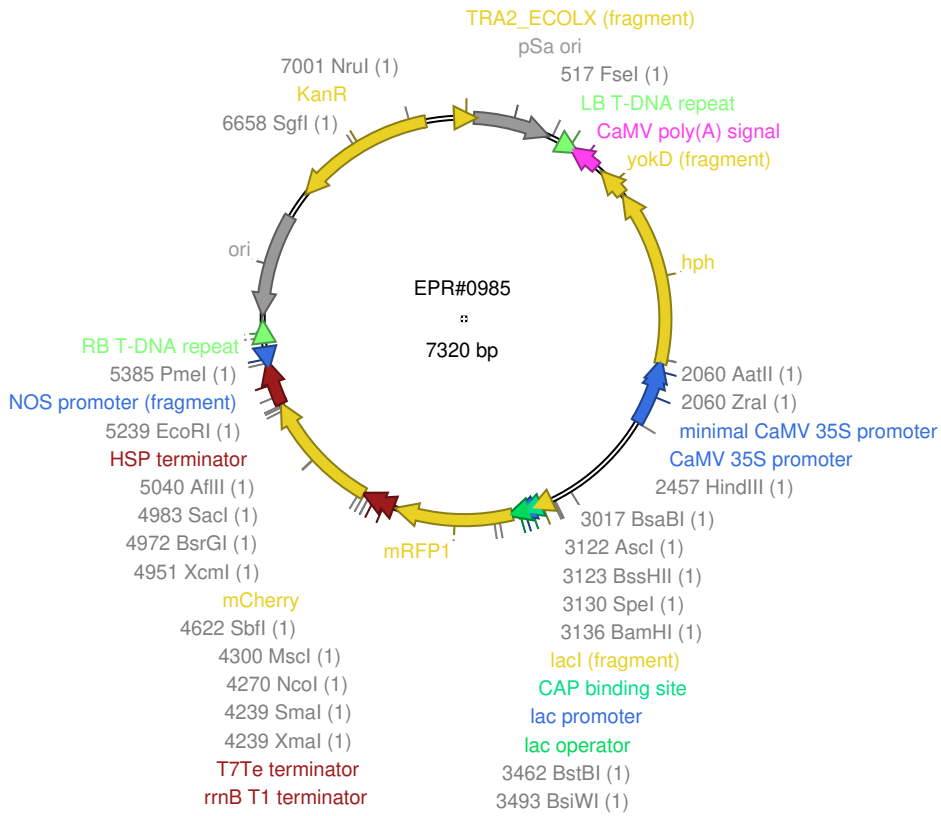 TRA2_ECOLX (fragment)
pSa ori
7001 NruI (1)
517 FseI (1)
KanR
LB T-DNA repeat
6658 SgfI (1)
CaMV poly(A) signal
yokD (fragment)
ori
hph
EPR#0985
7320 bp
RB T-DNA repeat
5385 PmeI (1)
2060 AatII (1)
NOS promoter (fragment)
2060 ZraI (1)
5239 EcoRI (1)
minimal CaMV 35S promoter
HSP terminator
CaMV 35S promoter
5040 AflII (1)
2457 HindIII (1)
4983 SacI (1)
3017 BsaBI (1)
4972 BsrGI (1)
mRFP1
3122 AscI (1)
4951 XcmI (1)
3123 BssHII (1)
mCherry
3130 SpeI (1)
4622 SbfI (1)
3136 BamHI (1)
4300 MscI (1)
lacI (fragment)
4270 NcoI (1)
CAP binding site
4239 SmaI (1)
lac promoter
4239 XmaI (1)
lac operator
T7Te terminator
3462 BstBI (1)
rrnB T1 terminator
3493 BsiWI (1)